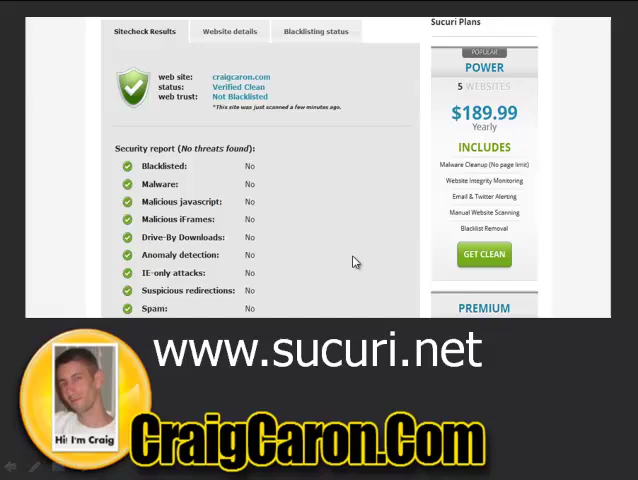 Sitecheck Results
Website details
Blacklisting status
web site: craigcaron.com
status: Verified Clean
web trust: Not Blacklisted
*This site was just scanned a few minutes ago.
Security report (No threats found):
Blacklisted: No
Malware: No
Malicious javascript: No
Malicious iFrames: No
Drive-By Downloads: No
Anomaly detection: No
IE-only attacks: No
Suspicious redirections: No
Spam: No
Sucuri Plans
POPULAR
POWER
5 WEBSITES
$189.99
Yearly
INCLUDES
Malware Cleanup (No page limit)
Website Integrity Monitoring
Email & Twitter Alerting
Manual Website Scanning
Blacklist Removal
GET CLEAN
PREMIUM
www.sucuri.net
Hi! I'm Craig
CraigCaron.Com